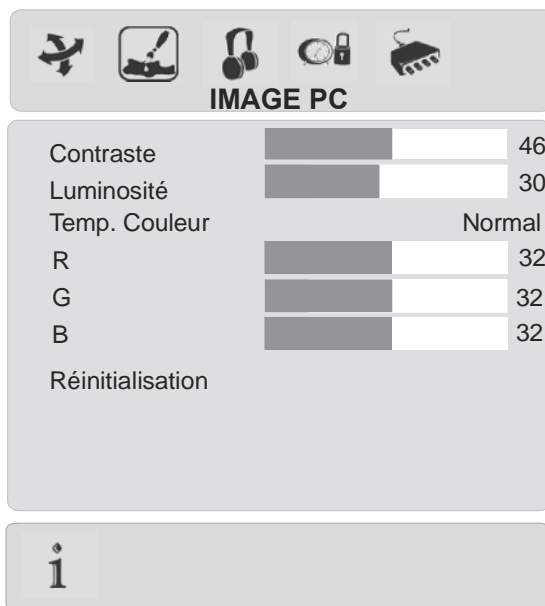 IMAGE PC
Contraste 46
Luminosité 30
Temp. Couleur Normal
R 32
G 32
B 32
Réinitialisation
i